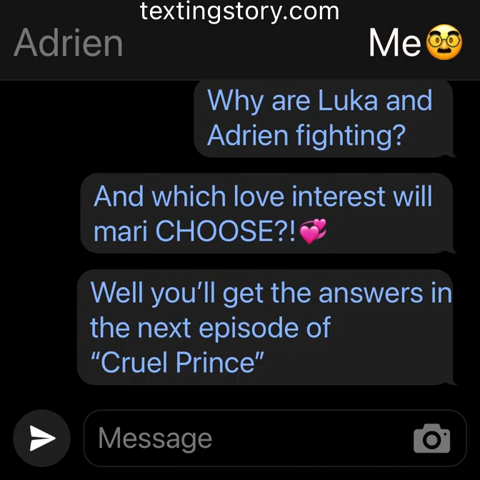 textingstory.com
Adrien
Me🥸
Why are Luka and
Adrien fighting?
And which love interest will
mari CHOOSE?!💞
Well you’ll get the answers in
the next episode of
“Cruel Prince”
Message